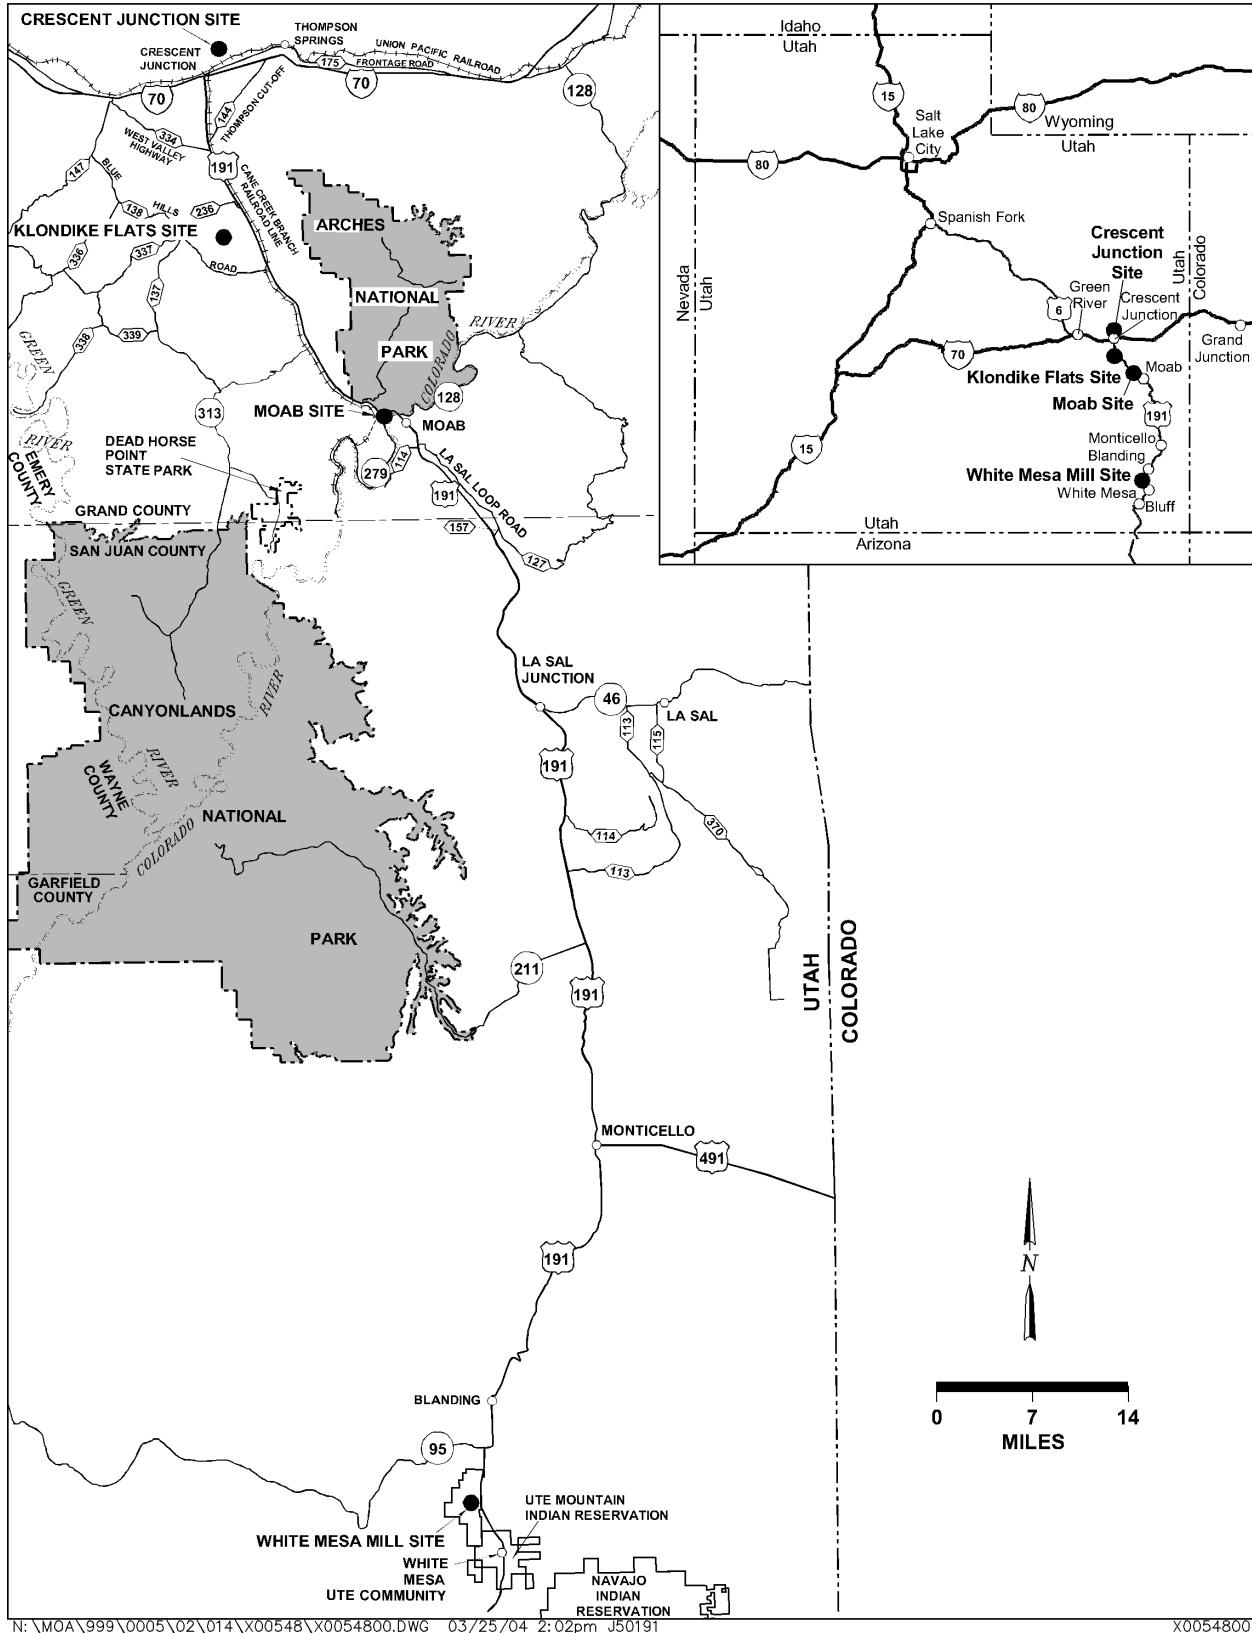 CRESCENT JUNCTION SITE
THOMPSON
SPRINGS
CRESCENT
JUNCTION
UNION PACIFIC RAILROAD
175
FRONTAGE ROAD
70
70
128
144
THOMPSON CUT-OFF
334
WEST VALLEY
HIGHWAY
191
147
BLUE
HILLS
138
236
CANE CREEK BRANCH
RAILROAD LINE
KLONDIKE FLATS SITE
336
337
ROAD
137
338
339
ARCHES
NATIONAL
PARK
COLORADO
RIVER
128
GREEN
RIVER
313
MOAB SITE
MOAB
DEAD HORSE
POINT
STATE PARK
279
114
191
LA SAL LOOP ROAD
EMERY
COUNTY
GRAND COUNTY
SAN JUAN COUNTY
157
127
GREEN
RIVER
CANYONLANDS
RIVER
WAYNE
COUNTY
NATIONAL
COLORADO
GARFIELD
COUNTY
PARK
LA SAL
JUNCTION
46
LA SAL
113
115
191
114
113
370
211
191
UTAH
COLORADO
MONTICELLO
491
191
BLANDING
95
WHITE MESA MILL SITE
UTE MOUNTAIN
INDIAN RESERVATION
WHITE
MESA
UTE COMMUNITY
NAVAJO
INDIAN
RESERVATION
Idaho
Utah
15
80
Wyoming
Utah
Salt
Lake
City
80
Spanish Fork
Nevada
Utah
Crescent
Junction
Site
Utah
Colorado
Green
River
Crescent
Junction
6
70
Grand
Junction
Klondike Flats Site
Moab
Moab Site
191
15
Monticello
Blanding
White Mesa Mill Site
White Mesa
Bluff
Utah
Arizona
N
0 7 14
MILES
N: \MOA\999\0005\02\014\X00548\X0054800.DWG 03/25/04 2:02pm J50191
X0054800